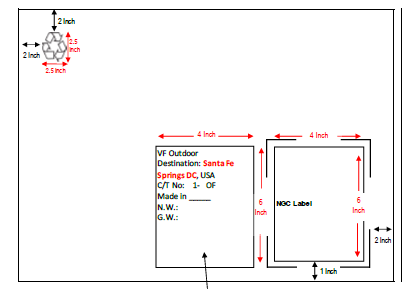 2 Inch
2 Inch
2.5
Inch
2.5 Inch
4 Inch
4 Inch
VF Outdoor
Destination: Santa Fe
Springs DC, USA
C/T No: 1- OF
Made in ______
N.W.:
G.W.:
6
Inch
NGC Label
6
Inch
2 Inch
1 Inch